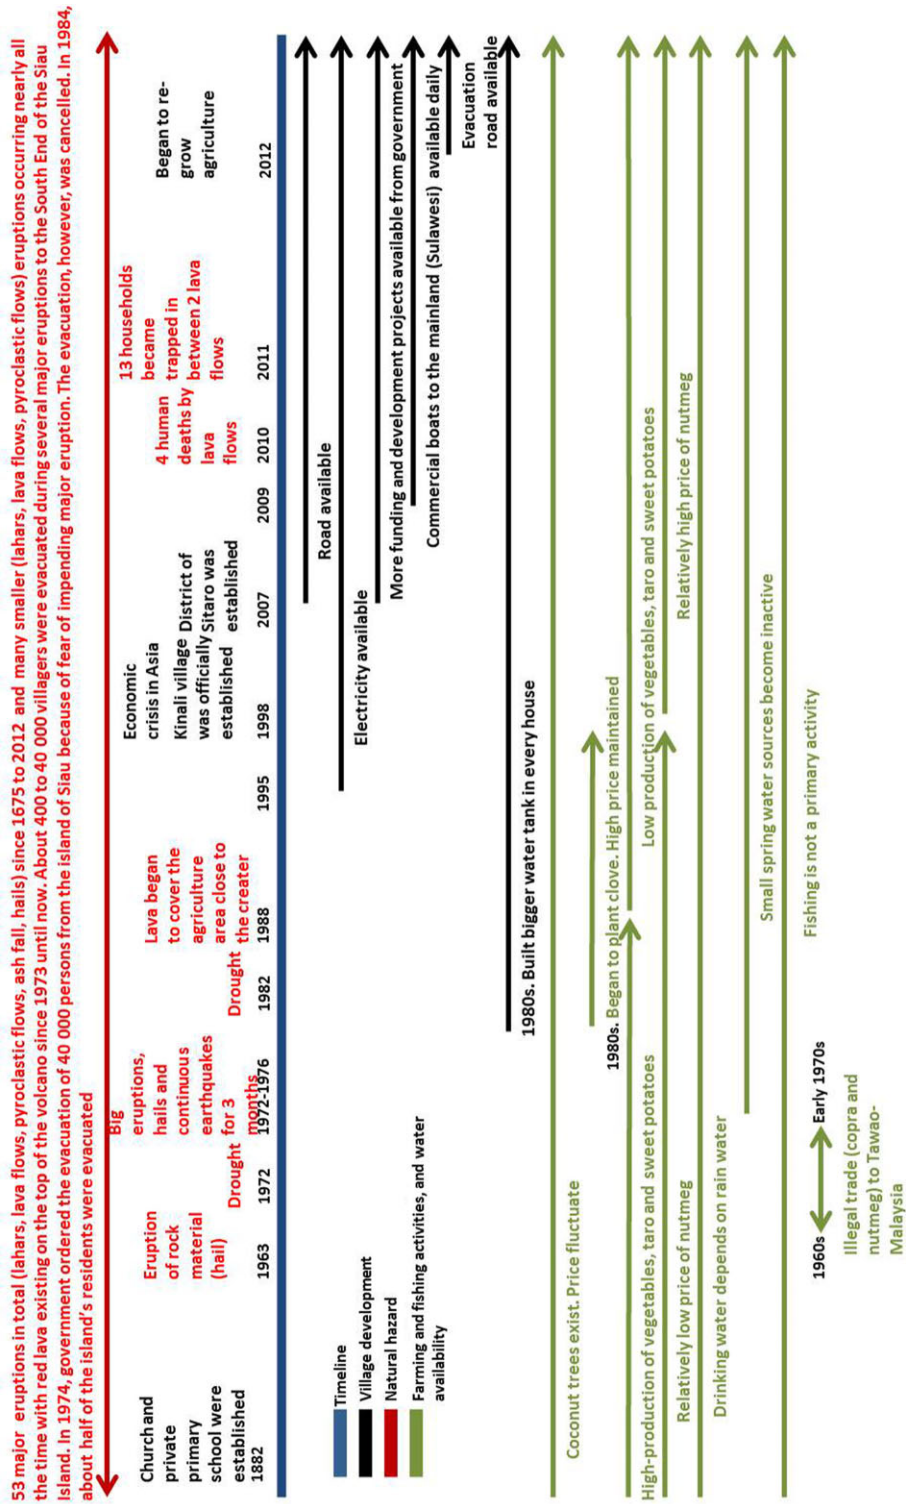 53 major eruptions in total (lahars, lava flows, pyroclastic flows, ash fall, hails) since 1675 to 2012 and many smaller (lahars, lava flows, pyroclastic flows) eruptions occurring nearly all
the time with red lava existing on the top of the volcano since 1973 until now. About 400 to 40 000 villagers were evacuated during several major eruptions to the South End of the Siau
Island. In 1974, government ordered the evacuation of 40 000 persons from the island of Siau because of fear of impending major eruption. The evacuation, however, was cancelled. In 1984,
about half of the island's residents were evacuated
Church and
private
primary
school were
established
1882
Eruption
of rock
material
(hail)
1963
Drought
1972
Big
eruptions,
hails and
continuous
earthquakes
for 3
months
1972-1976
Drought
1982
Lava began
to cover the
agriculture
area close to
the creater
1988
1995
Economic
crisis in Asia
Kinali village
was officially
established
1998
District of
Sitaro was
established
2007
2009
4 human
deaths by
lava
flows
2010
13 households
became
trapped in
between 2 lava
flows
2011
Began to re-
grow
agriculture
2012
Timeline
Village development
Natural hazard
Farming and fishing activities, and water
availability
Road available
Electricity available
More funding and development projects available from government
Commercial boats to the mainland (Sulawesi) available daily
Evacuation
road available
1980s. Built bigger water tank in every house
Coconut trees exist. Price fluctuate
1980s. Began to plant clove. High price maintained
High-production of vegetables, taro and sweet potatoes
Low production of vegetables, taro and sweet potatoes
Relatively low price of nutmeg
Relatively high price of nutmeg
Drinking water depends on rain water
Small spring water sources become inactive
Fishing is not a primary activity
1960s
Early 1970s
Illegal trade (copra and
nutmeg) to Tawao-
Malaysia